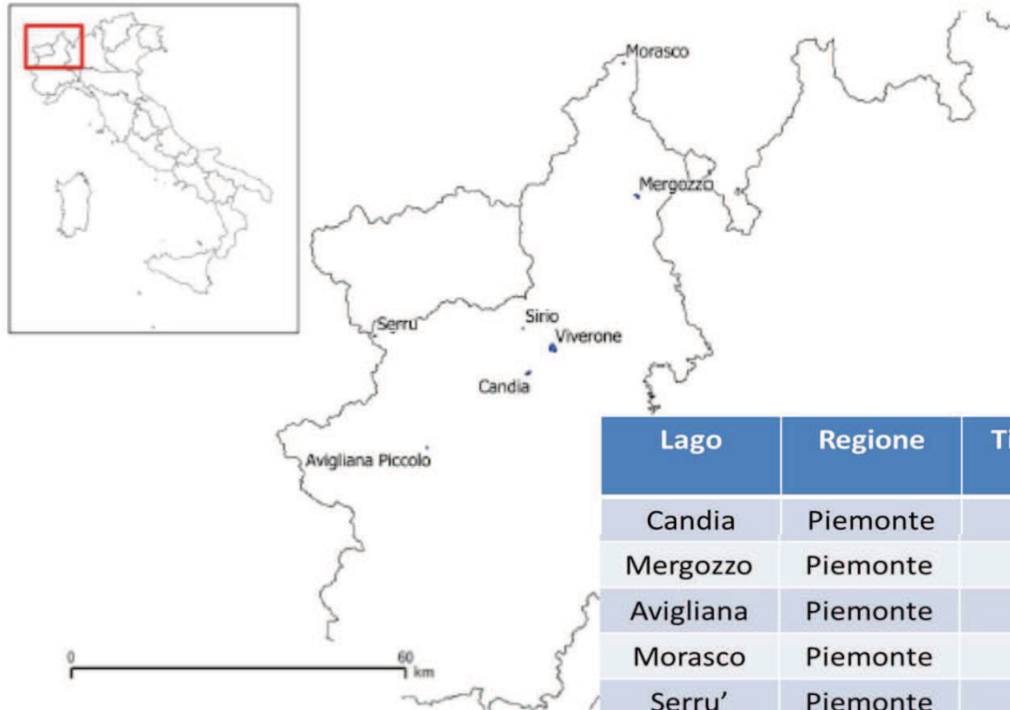 Morasco
Mergozzo
Serru
Sirio
Viverone
Candia
Avigliana Piccolo
0 60
km
Lago Regione Ti
Candia Piemonte
Mergozzo Piemonte
Avigliana Piemonte
Morasco Piemonte
Serru' Piemonte